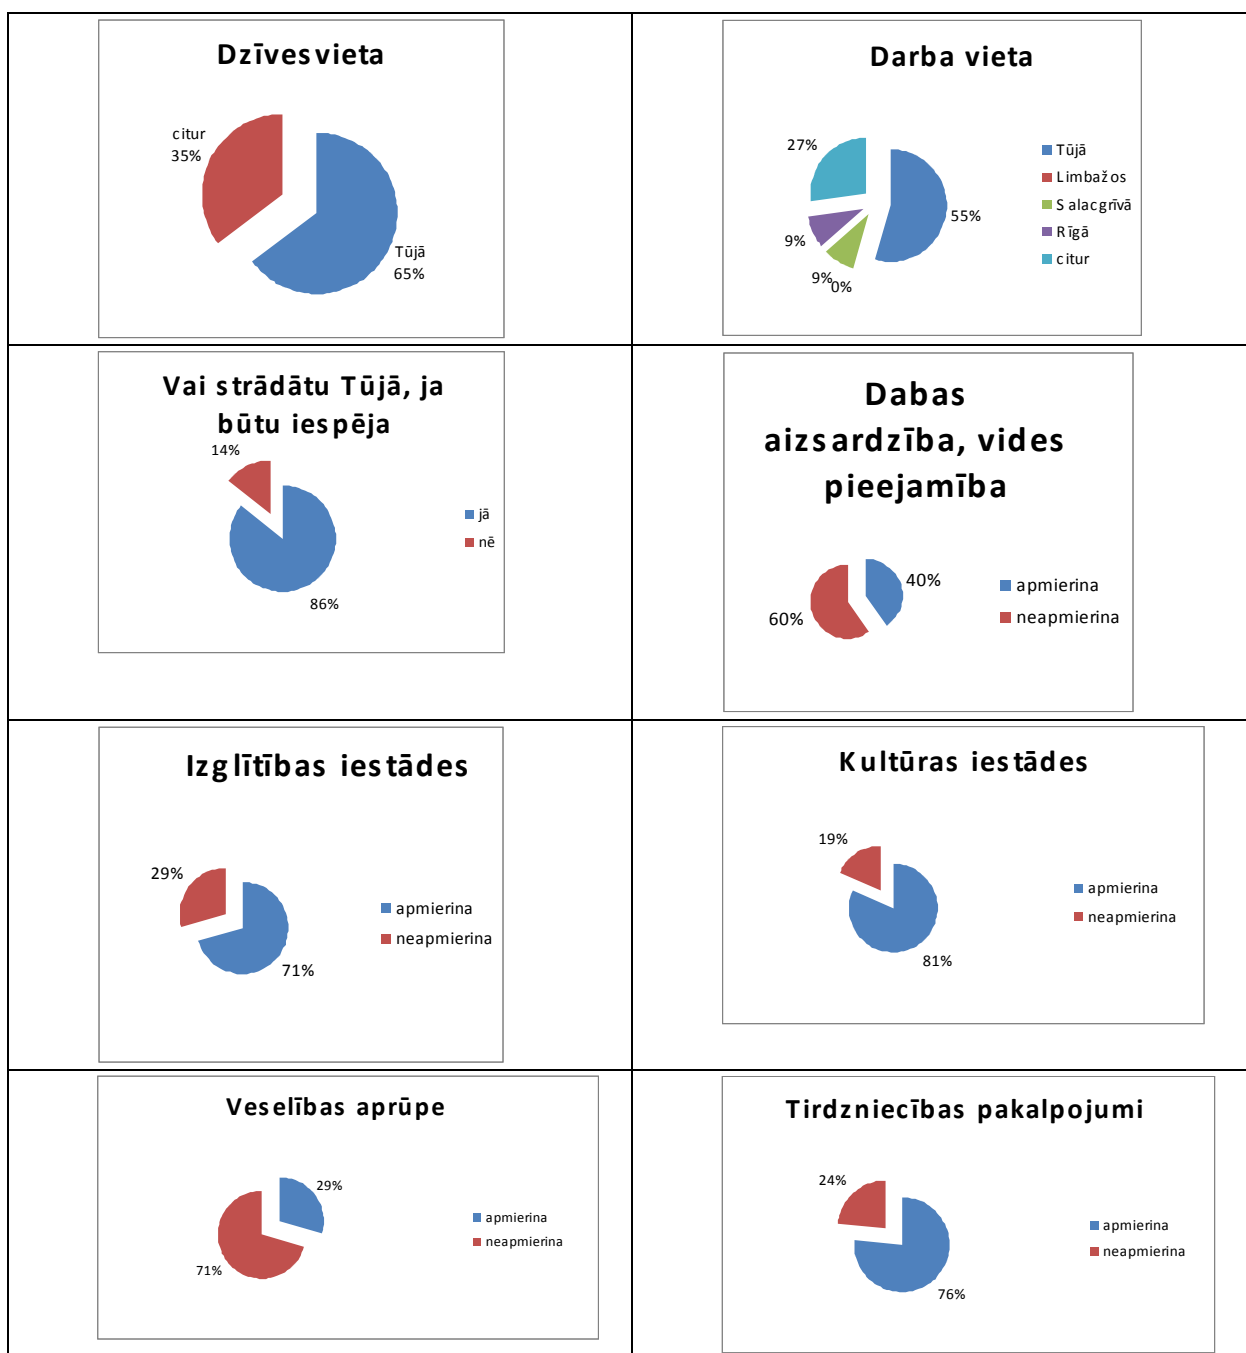 Dzīvesvieta
citur
35%
Tūjā
65%
Darba vieta
27%
55%
9%
9%
0%
Tūjā
Limbažos
Salacgrīvā
Rīgā
citur
Vai strādātu Tūjā, ja
būtu iespēja
14%
86%
jā
nē
Dabas
aizsardzība, vides
pieejamība
40%
60%
apmierina
neapmierina
Izglītības iestādes
29%
71%
apmierina
neapmierina
Kultūras iestādes
19%
81%
apmierina
neapmierina
Veselības aprūpe
29%
71%
apmierina
neapmierina
Tirdzniecības pakalpojumi
24%
76%
apmierina
neapmierina